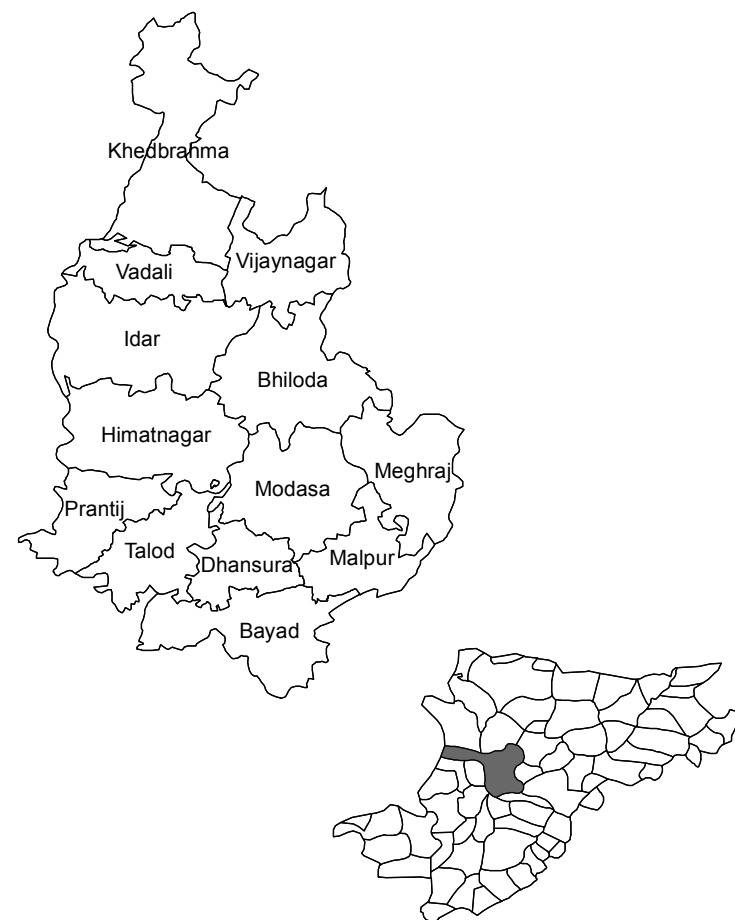 Khedbrahma
Vadali
Vijaynagar
Idar
Bhiloda
Himatnagar
Meghraj
Modasa
Prantij
Talod
Dhansura
Malpur
Bayad